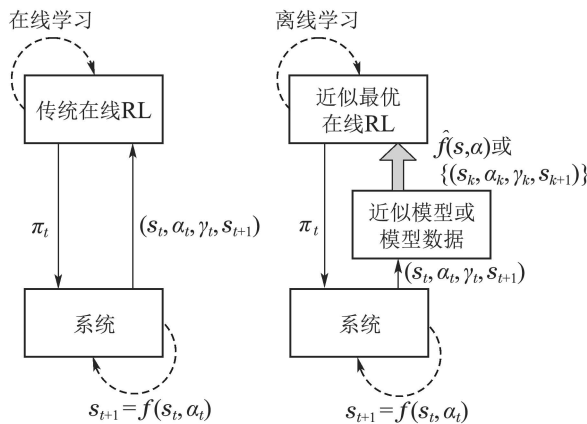 在线学习
传统在线RL
π_t
(s_t,α_t,γ_t,s_{t+1})
系统
s_{t+1}=f(s_t,α_t)
离线学习
近似最优
在线RL
f̂(s,α)或
{(s_k,α_k,γ_k,s_{k+1})}
近似模型或
模型数据
π_t
(s_t,α_t,γ_t,s_{t+1})
系统
s_{t+1}=f(s_t,α_t)